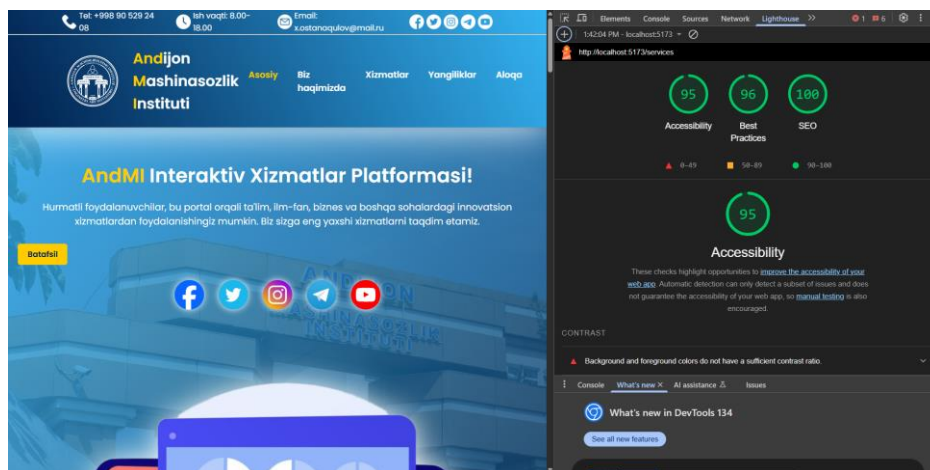 Tel: +998 90 529 24
08
Ish vaqti: 8.00-
18.00
Email:
x.ostonaqulov@mail.ru
Andijon
Mashinasozlik
Instituti
Asosiy
Biz
haqimizda
Xizmatlar
Yangiliklar
Aloqa
AndMI Interaktiv Xizmatlar Platformasi!
Hurmatli foydalanuvchilar, bu portal orqali ta'lim, ilm-fan, biznes va boshqa sohalardagi innovatsion
xizmatlardan foydalanishingiz mumkin. Biz sizga eng yaxshi xizmatlarni taqdim etamiz.
Batafsil
ANDIJON
MASHINASOZLIK
INSTITUTI
Elements Console Sources Network Lighthouse 1 6
1:42:04 PM - localhost:5173
http://localhost:5173/services
95
96
100
Accessibility
Best
Practices
SEO
0-49
50-89
90-100
95
Accessibility
These checks highlight opportunities to improve the accessibility of your
web app. Automatic detection can only detect a subset of issues and does
not guarantee the accessibility of your web app, so manual testing is also
encouraged.
CONTRAST
Background and foreground colors do not have a sufficient contrast ratio.
Console What's new AI assistance Issues
What's new in DevTools 134
See all new features